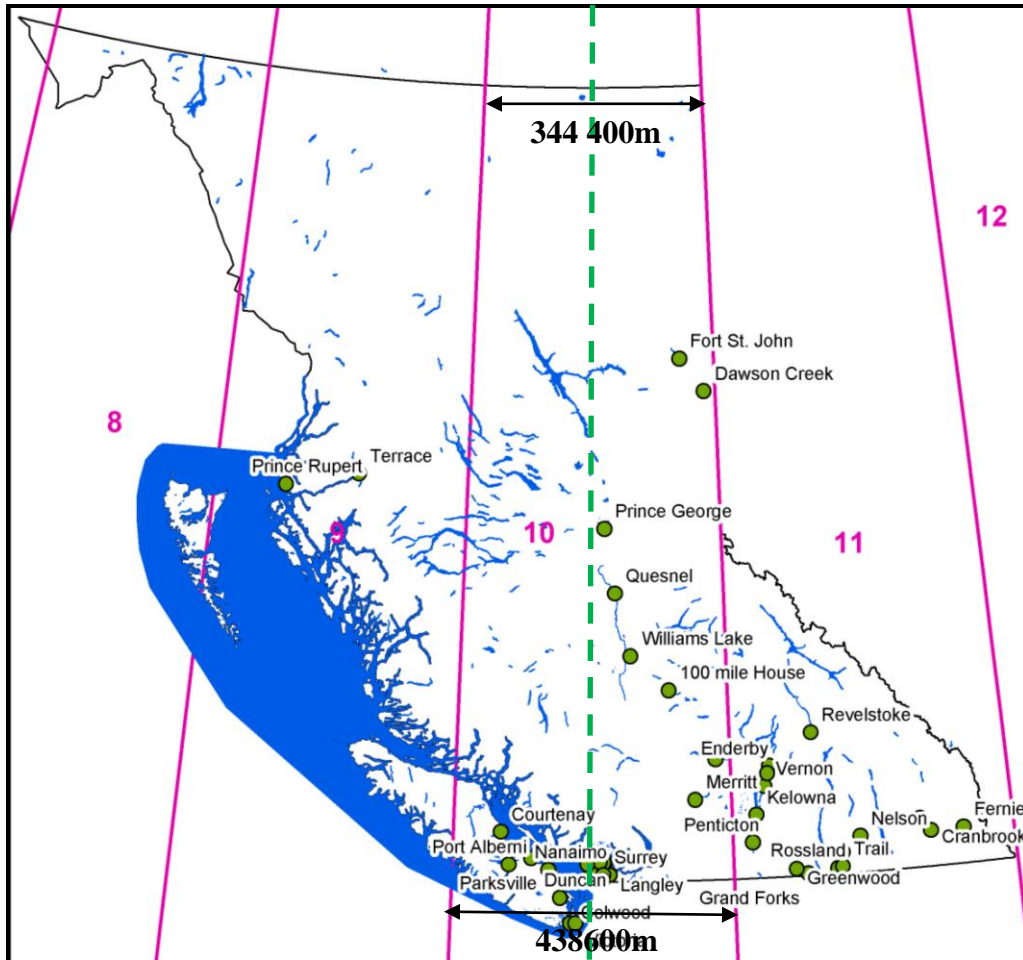 344 400m
12
Fort St. John
Dawson Creek
8
Prince Rupert
Terrace
Prince George
9
10
11
Quesnel
Williams Lake
100 mile House
Revelstoke
Enderby
Vernon
Merritt
Kelowna
Courtenay
Nelson
Fernie
Cranbrook
Penticton
Port Alberni
Nanaimo
Surrey
Rossland
Trail
Parksville
Duncan
Langley
Greenwood
Grand Forks
Colwood
438600m